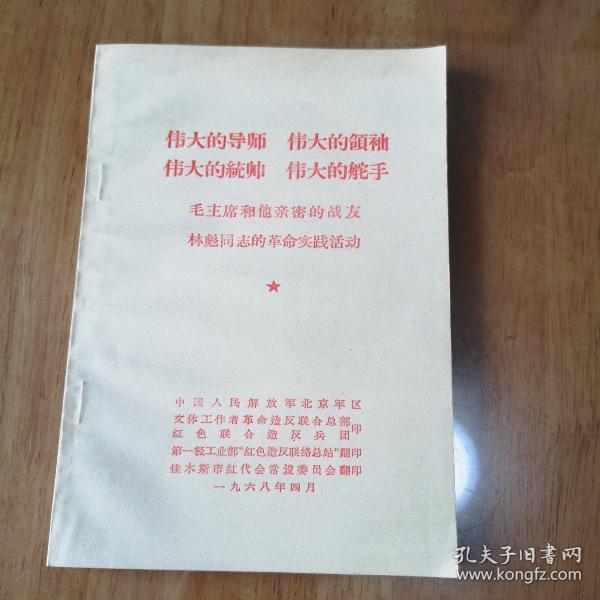 伟大的导师　伟大的領袖
伟大的統帅　伟大的舵手
毛主席和他亲密的战友
林彪同志的革命实践活动
中国人民解放军北京军区
文体工作者革命造反联合总部
红色联合造反兵团印
第一轻工业部“红色造反联络总站”翻印
佳木斯市红代会常設委员会翻印
一九六八年四月
孔夫子旧书网
www.kongfz.com